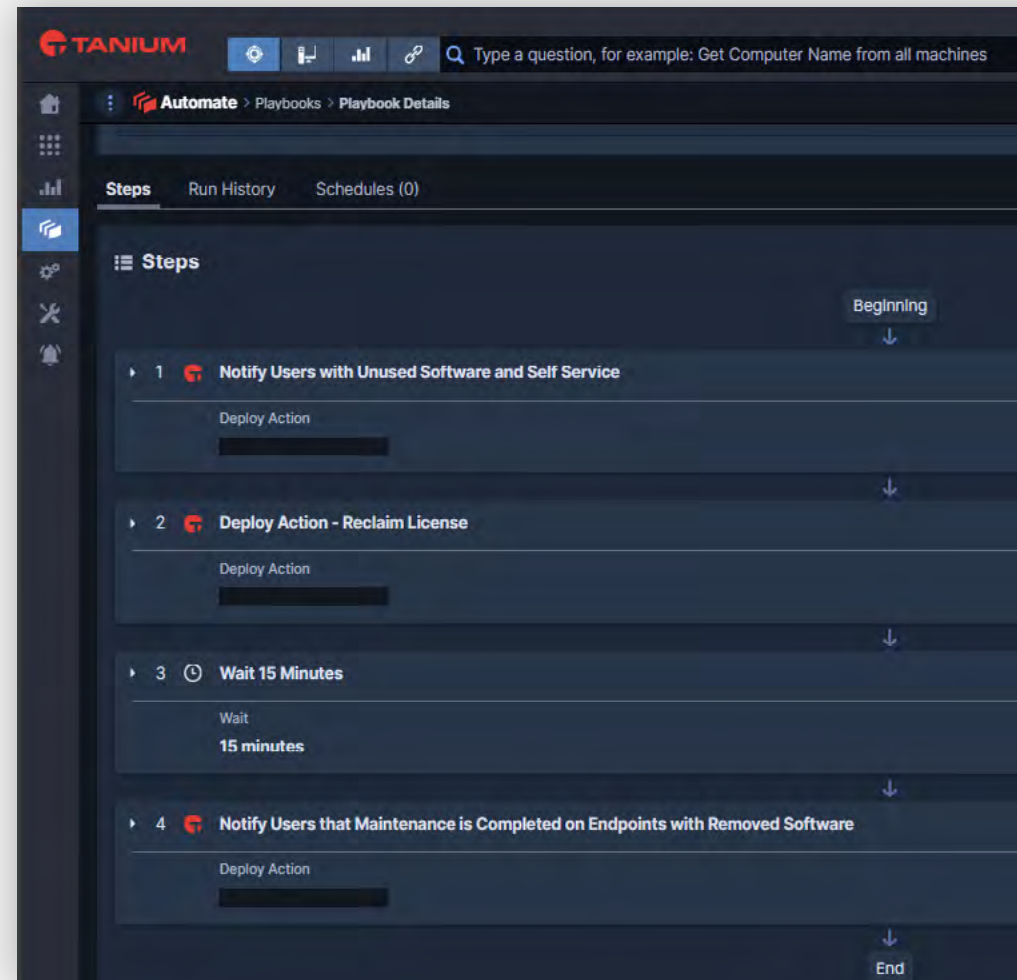 TANIUM
Type a question, for example: Get Computer Name from all machines
Automate > Playbooks > Playbook Details
Steps Run History Schedules (0)
Steps
Beginning
1 Notify Users with Unused Software and Self Service
Deploy Action
2 Deploy Action - Reclaim License
Deploy Action
3 Wait 15 Minutes
Wait
15 minutes
4 Notify Users that Maintenance is Completed on Endpoints with Removed Software
Deploy Action
End